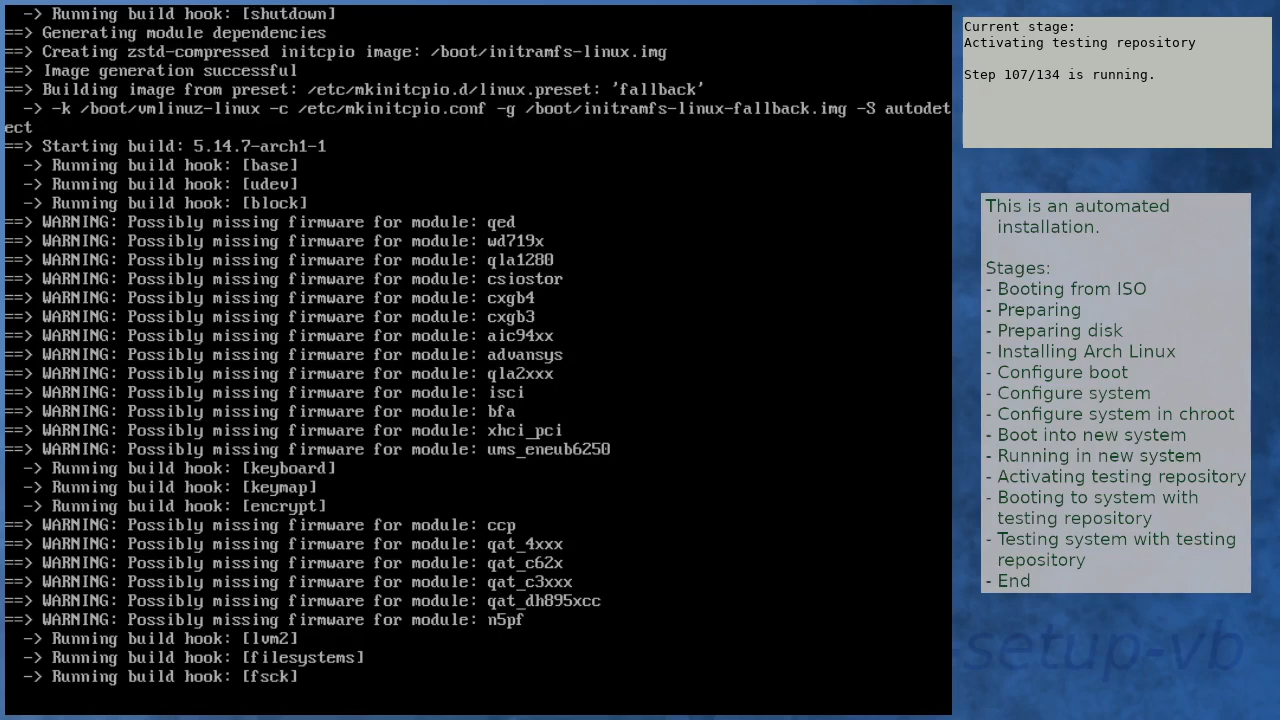 -> Running build hook: [shutdown]
==> Generating module dependencies
==> Creating zstd-compressed initcpio image: /boot/initramfs-linux.img
==> Image generation successful
==> Building image from preset: /etc/mkinitcpio.d/linux.preset: 'fallback'
  -> -k /boot/vmlinuz-linux -c /etc/mkinitcpio.conf -g /boot/initramfs-linux-fallback.img -S autodet
ect
==> Starting build: 5.14.7-arch1-1
  -> Running build hook: [base]
  -> Running build hook: [udev]
  -> Running build hook: [block]
==> WARNING: Possibly missing firmware for module: qed
==> WARNING: Possibly missing firmware for module: wd719x
==> WARNING: Possibly missing firmware for module: qla1280
==> WARNING: Possibly missing firmware for module: csiostor
==> WARNING: Possibly missing firmware for module: cxgb4
==> WARNING: Possibly missing firmware for module: cxgb3
==> WARNING: Possibly missing firmware for module: aic94xx
==> WARNING: Possibly missing firmware for module: advansys
==> WARNING: Possibly missing firmware for module: qla2xxx
==> WARNING: Possibly missing firmware for module: isci
==> WARNING: Possibly missing firmware for module: bfa
==> WARNING: Possibly missing firmware for module: xhci_pci
==> WARNING: Possibly missing firmware for module: ums_eneub6250
  -> Running build hook: [keyboard]
  -> Running build hook: [keymap]
  -> Running build hook: [encrypt]
==> WARNING: Possibly missing firmware for module: ccp
==> WARNING: Possibly missing firmware for module: qat_4xxx
==> WARNING: Possibly missing firmware for module: qat_c62x
==> WARNING: Possibly missing firmware for module: qat_c3xxx
==> WARNING: Possibly missing firmware for module: qat_dh895xcc
==> WARNING: Possibly missing firmware for module: n5pf
  -> Running build hook: [lvm2]
  -> Running build hook: [filesystems]
  -> Running build hook: [fsck]
Current stage:
Activating testing repository
Step 107/134 is running.
This is an automated
installation.
Stages:
- Booting from ISO
- Preparing
- Preparing disk
- Installing Arch Linux
- Configure boot
- Configure system
- Configure system in chroot
- Boot into new system
- Running in new system
- Activating testing repository
- Booting to system with
testing repository
- Testing system with testing
repository
- End
setup-vb